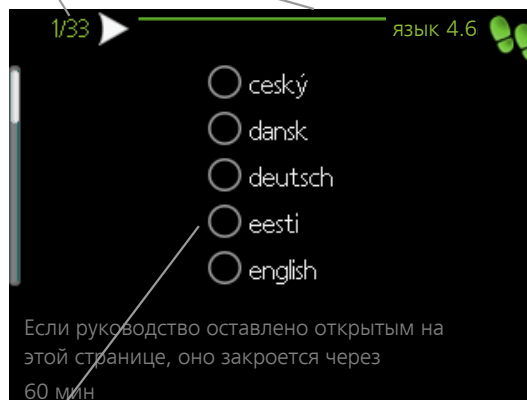 1/33 язык 4.6
ceský
dansk
deutsch
eesti
english
Если руководство оставлено открытым на
этой странице, оно закроется через
60 мин